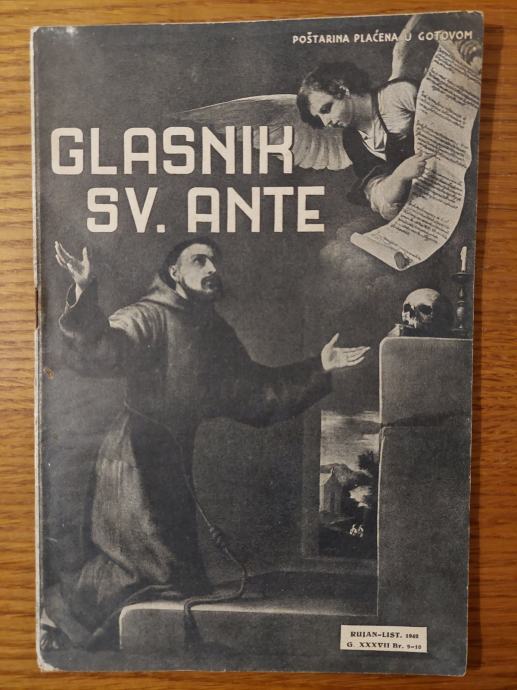 POŠTARINA PLAĆENA U GOTOVOM
GLASNIK
SV. ANTE
RUJAN-LIST. 1942
G. XXXVII Br. 9-10